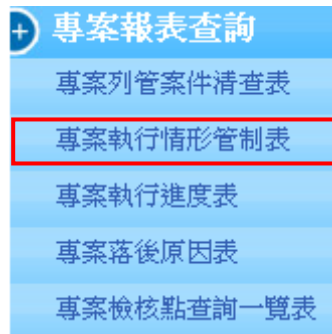 專案報表查詢
專案列管案件清查表
專案執行情形管制表
專案執行進度表
專案落後原因表
專案檢核點查詢一覽表